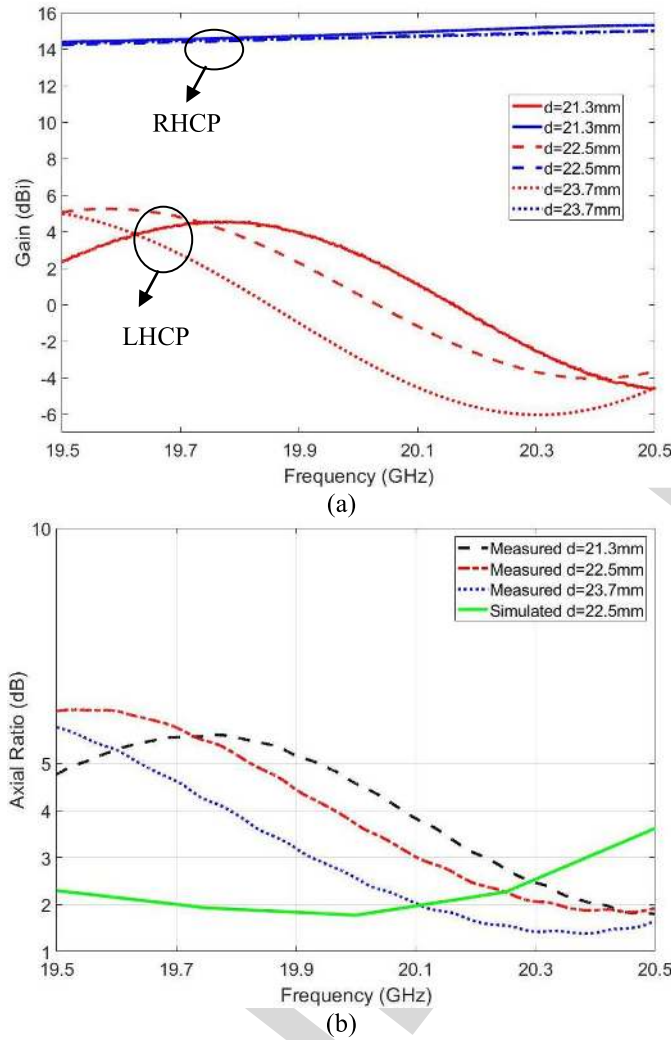 16
14
12
10
8
6
4
2
0
-2
-4
-6
Gain (dBi)
RHCP
LHCP
d=21.3mm
d=21.3mm
d=22.5mm
d=22.5mm
d=23.7mm
d=23.7mm
19.5 19.7 19.9 20.1 20.3 20.5
Frequency (GHz)
(a)
10
5
4
3
2
1
Axial Ratio (dB)
Measured d=21.3mm
Measured d=22.5mm
Measured d=23.7mm
Simulated d=22.5mm
19.5 19.7 19.9 20.1 20.3 20.5
Frequency (GHz)
(b)